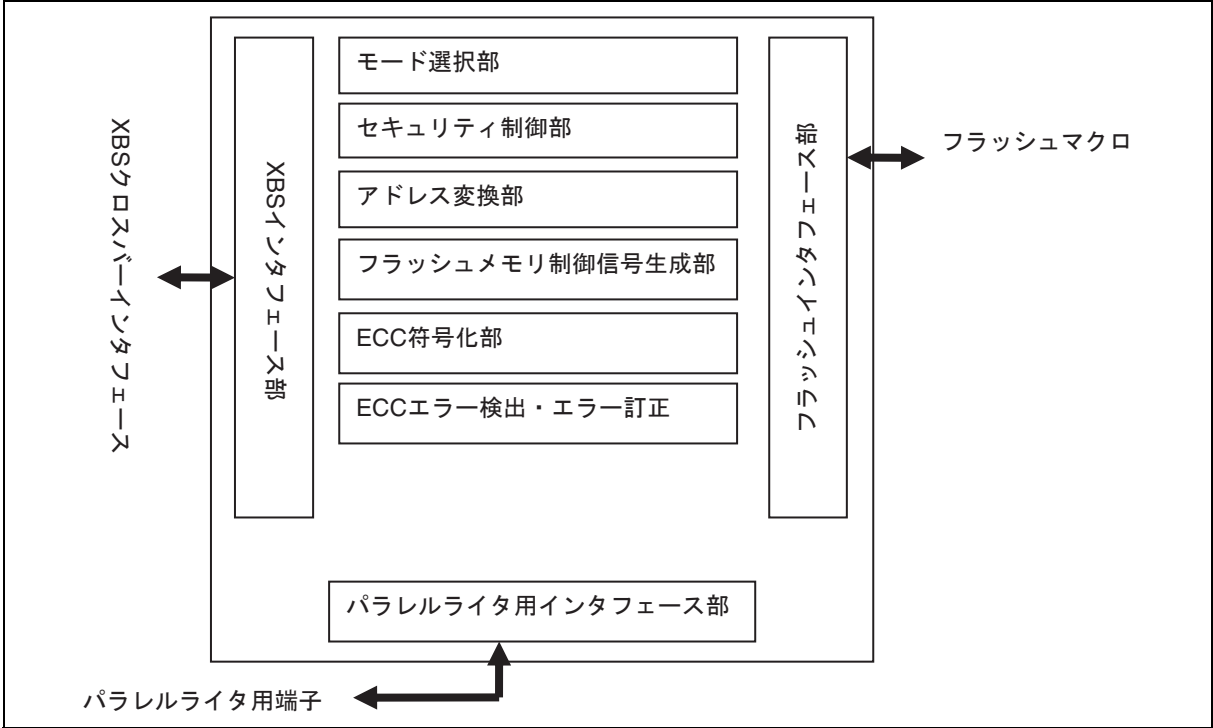 モード選択部
セキュリティ制御部
アドレス変換部
フラッシュメモリ制御信号生成部
ECC符号化部
ECCエラー検出・エラー訂正
XBSクロスバーインタフェース
XBSインタフェース部
フラッシュインタフェース部
フラッシュマクロ
パラレルライタ用インタフェース部
パラレルライタ用端子